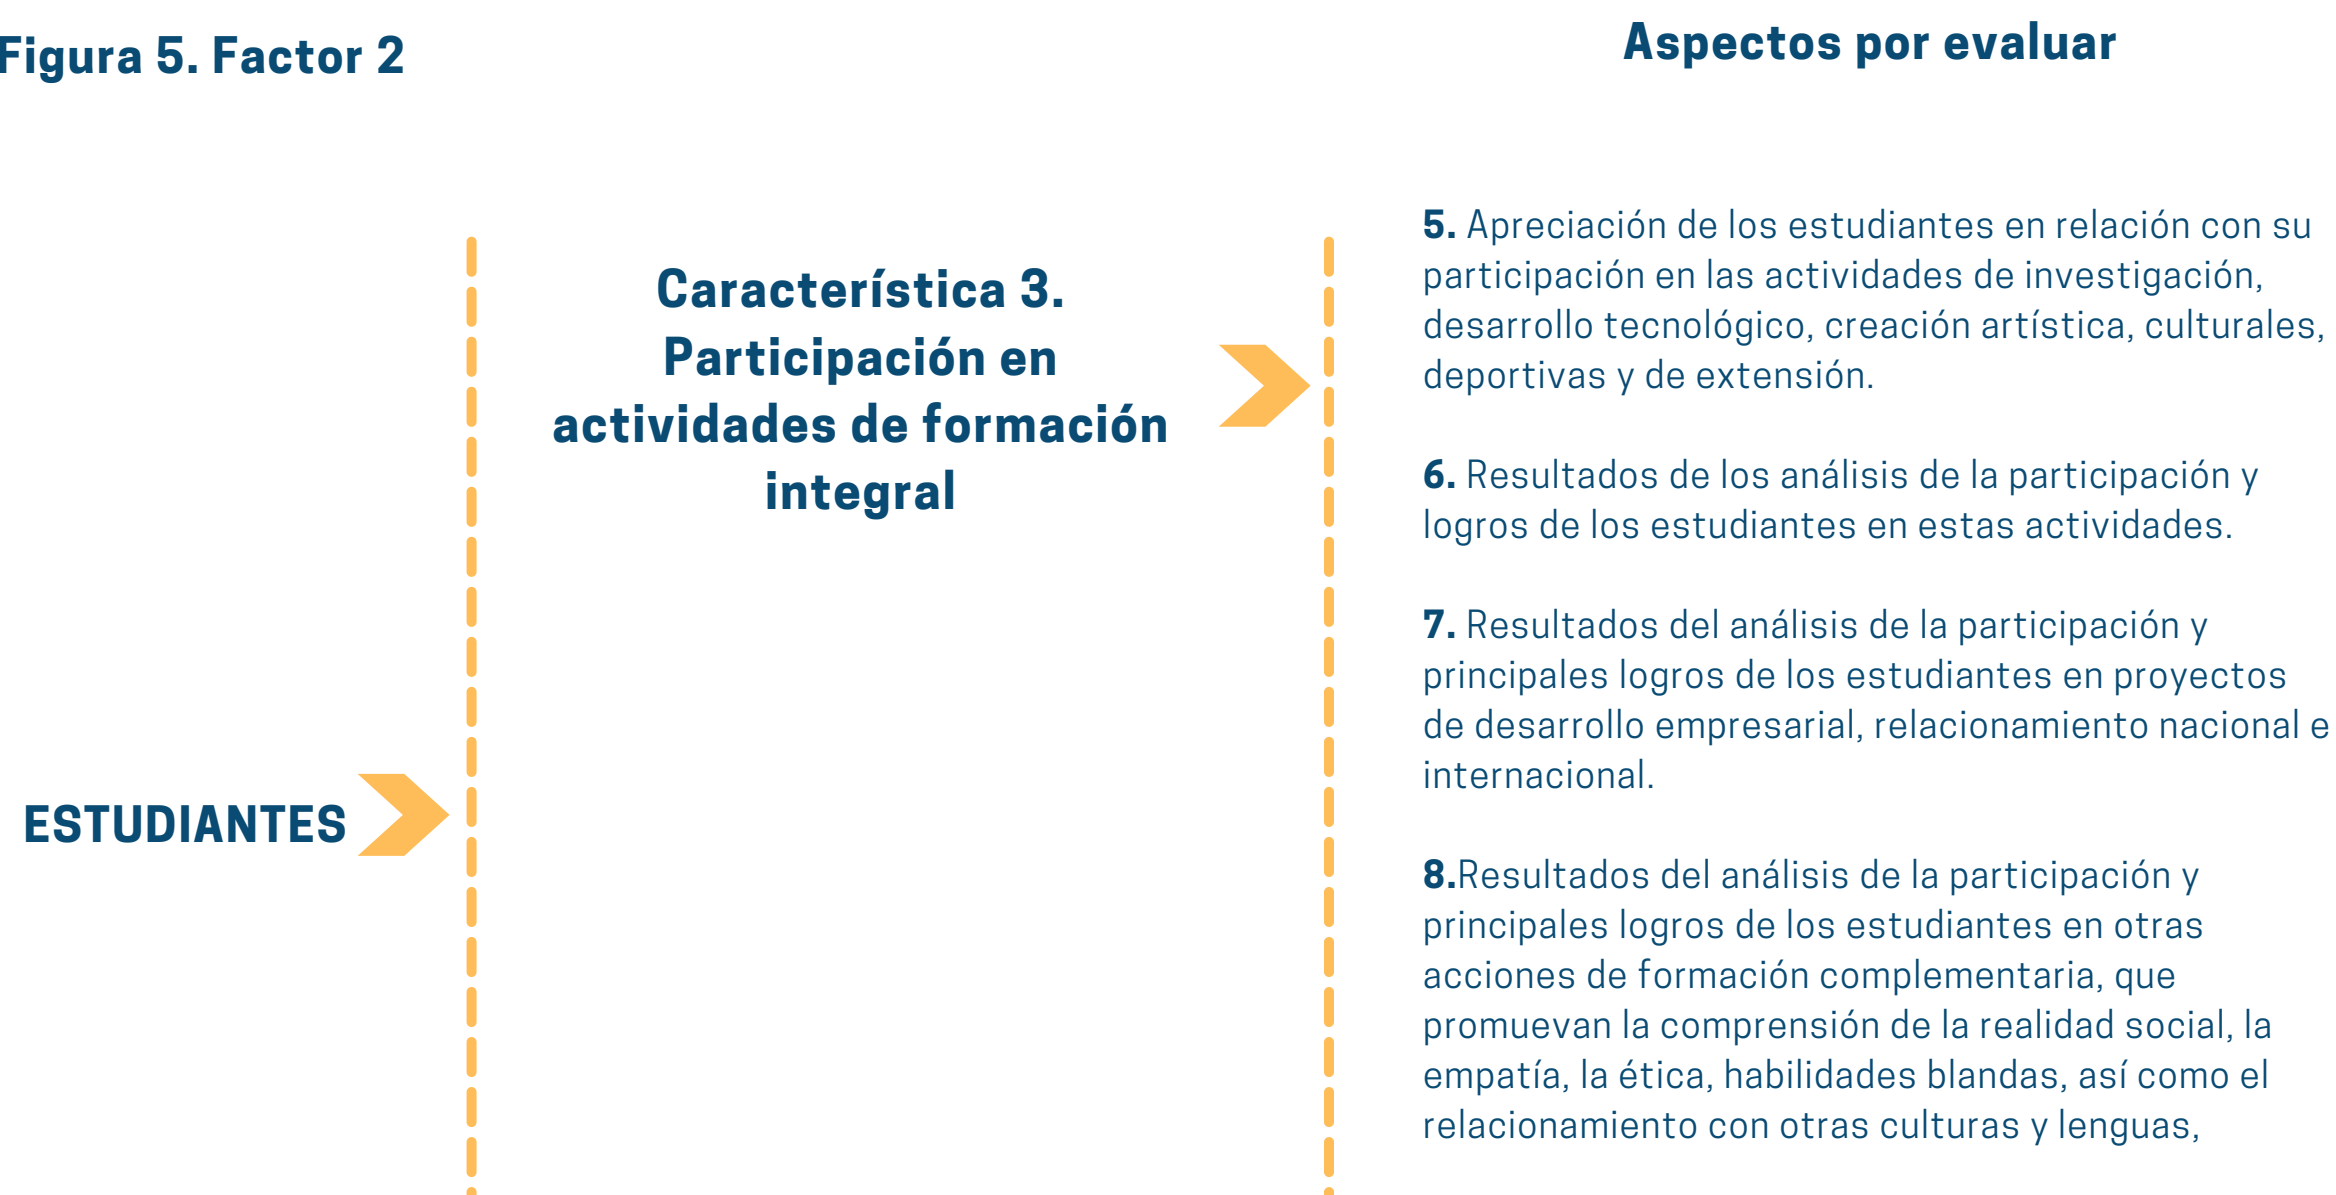 Figura 5. Factor 2
Aspectos por evaluar
ESTUDIANTES
Característica 3.
Participación en
actividades de formación
integral
5. Apreciación de los estudiantes en relación con su
participación en las actividades de investigación,
desarrollo tecnológico, creación artística, culturales,
deportivas y de extensión.
6. Resultados de los análisis de la participación y
logros de los estudiantes en estas actividades.
7. Resultados del análisis de la participación y
principales logros de los estudiantes en proyectos
de desarrollo empresarial, relacionamiento nacional e
internacional.
8.Resultados del análisis de la participación y
principales logros de los estudiantes en otras
acciones de formación complementaria, que
promuevan la comprensión de la realidad social, la
empatía, la ética, habilidades blandas, así como el
relacionamiento con otras culturas y lenguas,